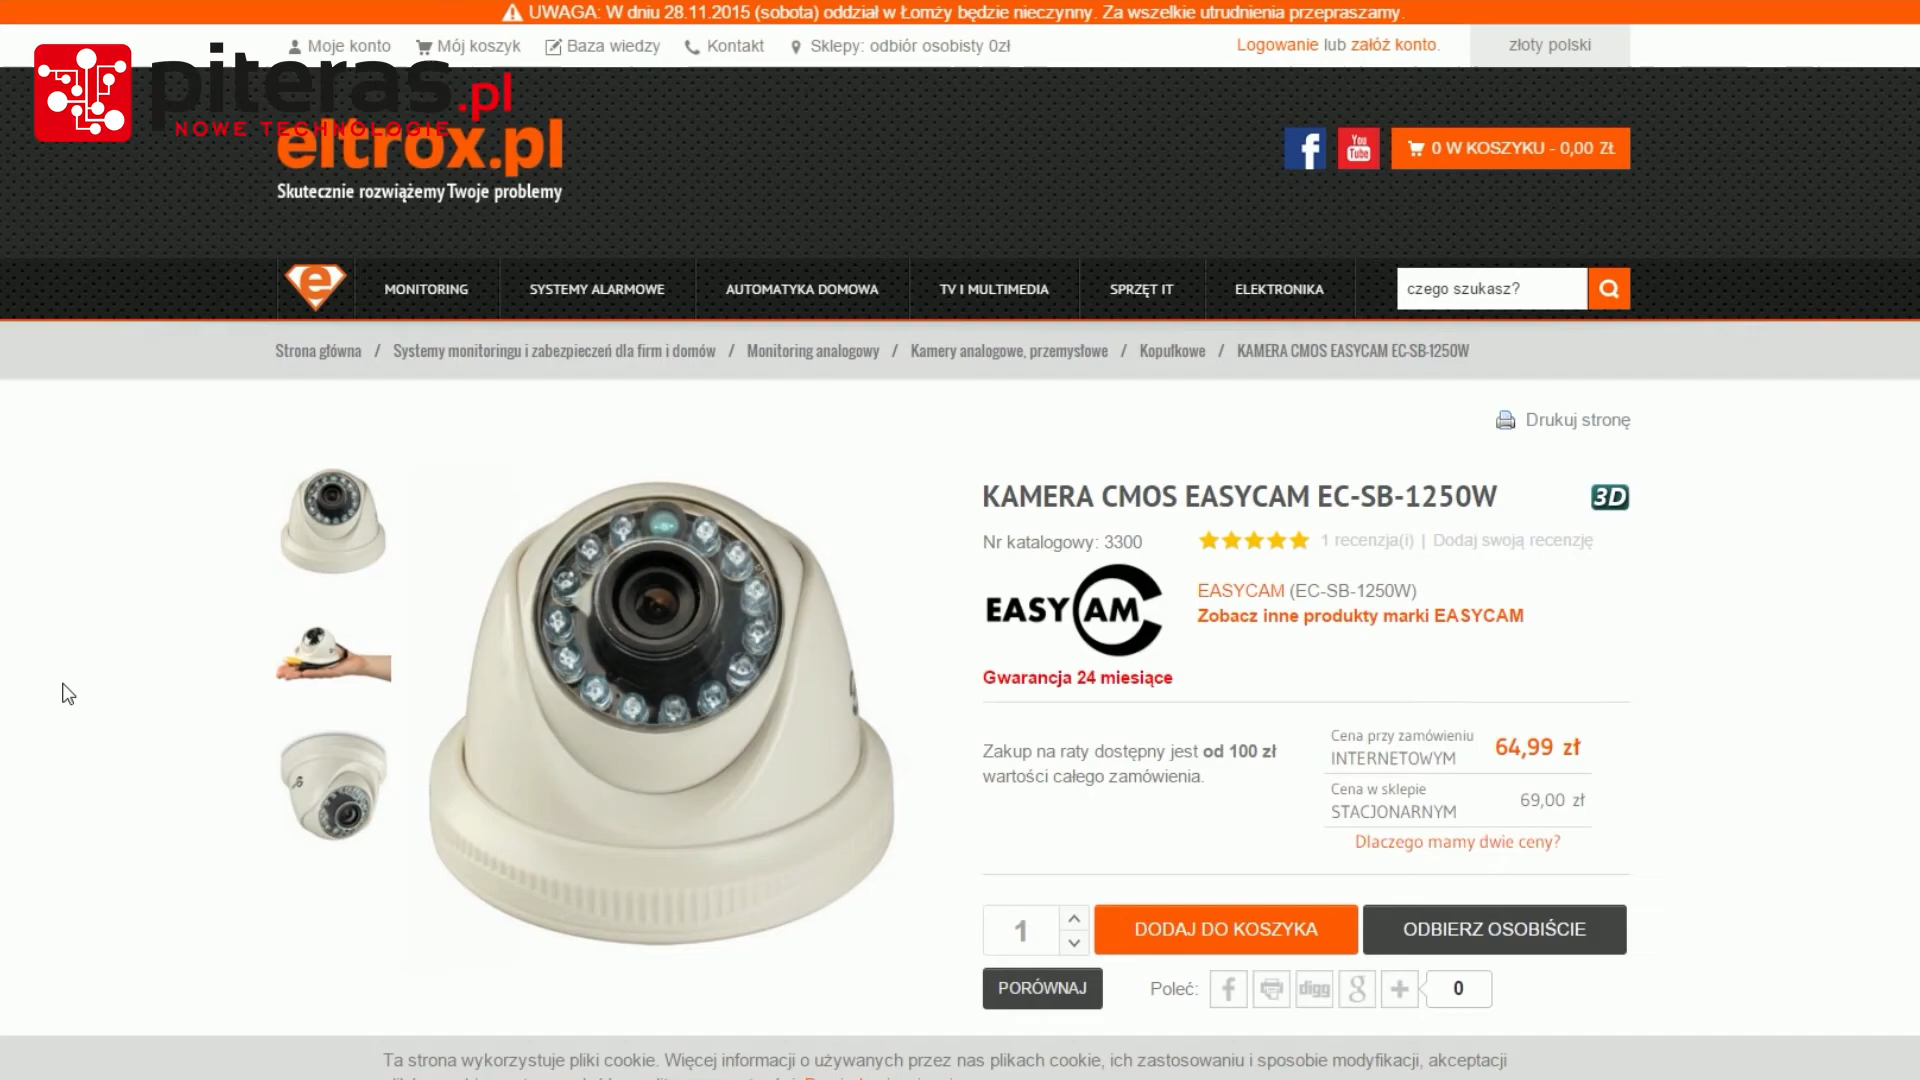 UWAGA: W dniu 28.11.2015 (sobota) oddział w Łomży będzie nieczynny. Za wszelkie utrudnienia przepraszamy.
Moje konto Mój koszyk Baza wiedzy Kontakt Sklepy: odbiór osobisty 0zł Logowanie lub załóż konto. złoty polski
piteras.pl
NOWE TECHNOLOGIE
eltrox.pl
Skutecznie rozwiążemy Twoje problemy
f You Tube 0 W KOSZYKU - 0,00 ZŁ
e MONITORING SYSTEMY ALARMOWE AUTOMATYKA DOMOWA TV I MULTIMEDIA SPRZĘT IT ELEKTRONIKA czego szukasz?
Strona główna / Systemy monitoringu i zabezpieczeń dla firm i domów / Monitoring analogowy / Kamery analogowe, przemysłowe / Kopułkowe / KAMERA CMOS EASYCAM EC-SB-1250W
Drukuj stronę
KAMERA CMOS EASYCAM EC-SB-1250W 3D
Nr katalogowy: 3300 1 recenzja(i) | Dodaj swoją recenzję
EASYCAM
EASYCAM (EC-SB-1250W)
Zobacz inne produkty marki EASYCAM
Gwarancja 24 miesiące
Zakup na raty dostępny jest od 100 zł
wartości całego zamówienia.
Cena przy zamówieniu
INTERNETOWYM 64,99 zł
Cena w sklepie
STACJONARNYM 69,00 zł
Dlaczego mamy dwie ceny?
1 DODAJ DO KOSZYKA ODBIERZ OSOBIŚCIE
PORÓWNAJ Poleć: f digg g + 0
Ta strona wykorzystuje pliki cookie. Więcej informacji o używanych przez nas plikach cookie, ich zastosowaniu i sposobie modyfikacji, akceptacji